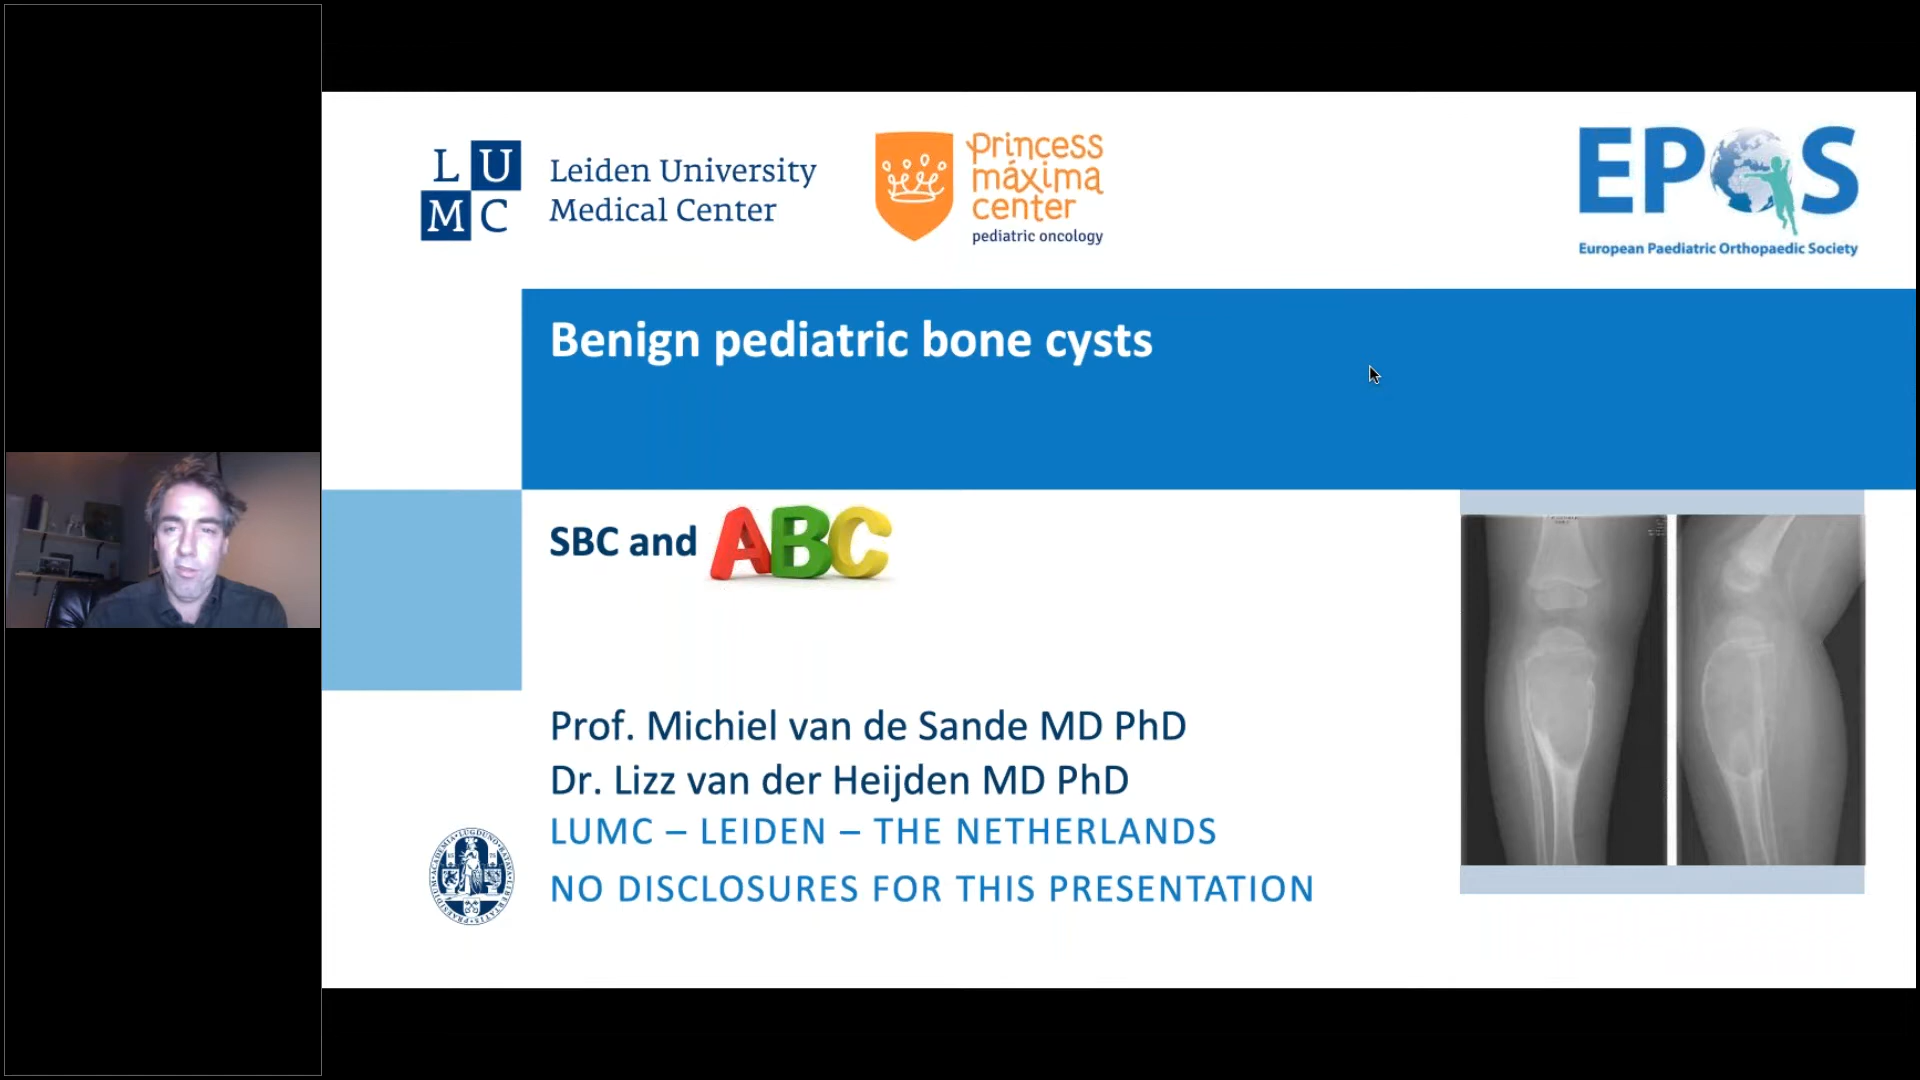 L U
M C
Leiden University
Medical Center
princess
máxima
center
pediatric oncology
EPOS
European Paediatric Orthopaedic Society
Benign pediatric bone cysts
SBC and ABC
Prof. Michiel van de Sande MD PhD
Dr. Lizz van der Heijden MD PhD
LUMC – LEIDEN – THE NETHERLANDS
NO DISCLOSURES FOR THIS PRESENTATION